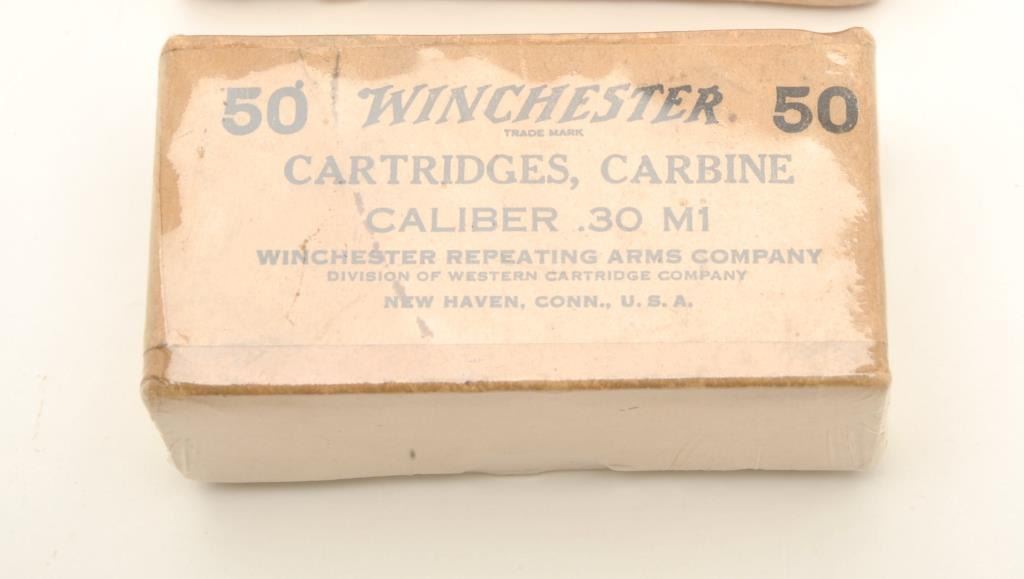 50 WINCHESTER 50
TRADE MARK
CARTRIDGES, CARBINE
CALIBER .30 M1
WINCHESTER REPEATING ARMS COMPANY
DIVISION OF WESTERN CARTRIDGE COMPANY
NEW HAVEN, CONN., U.S.A.